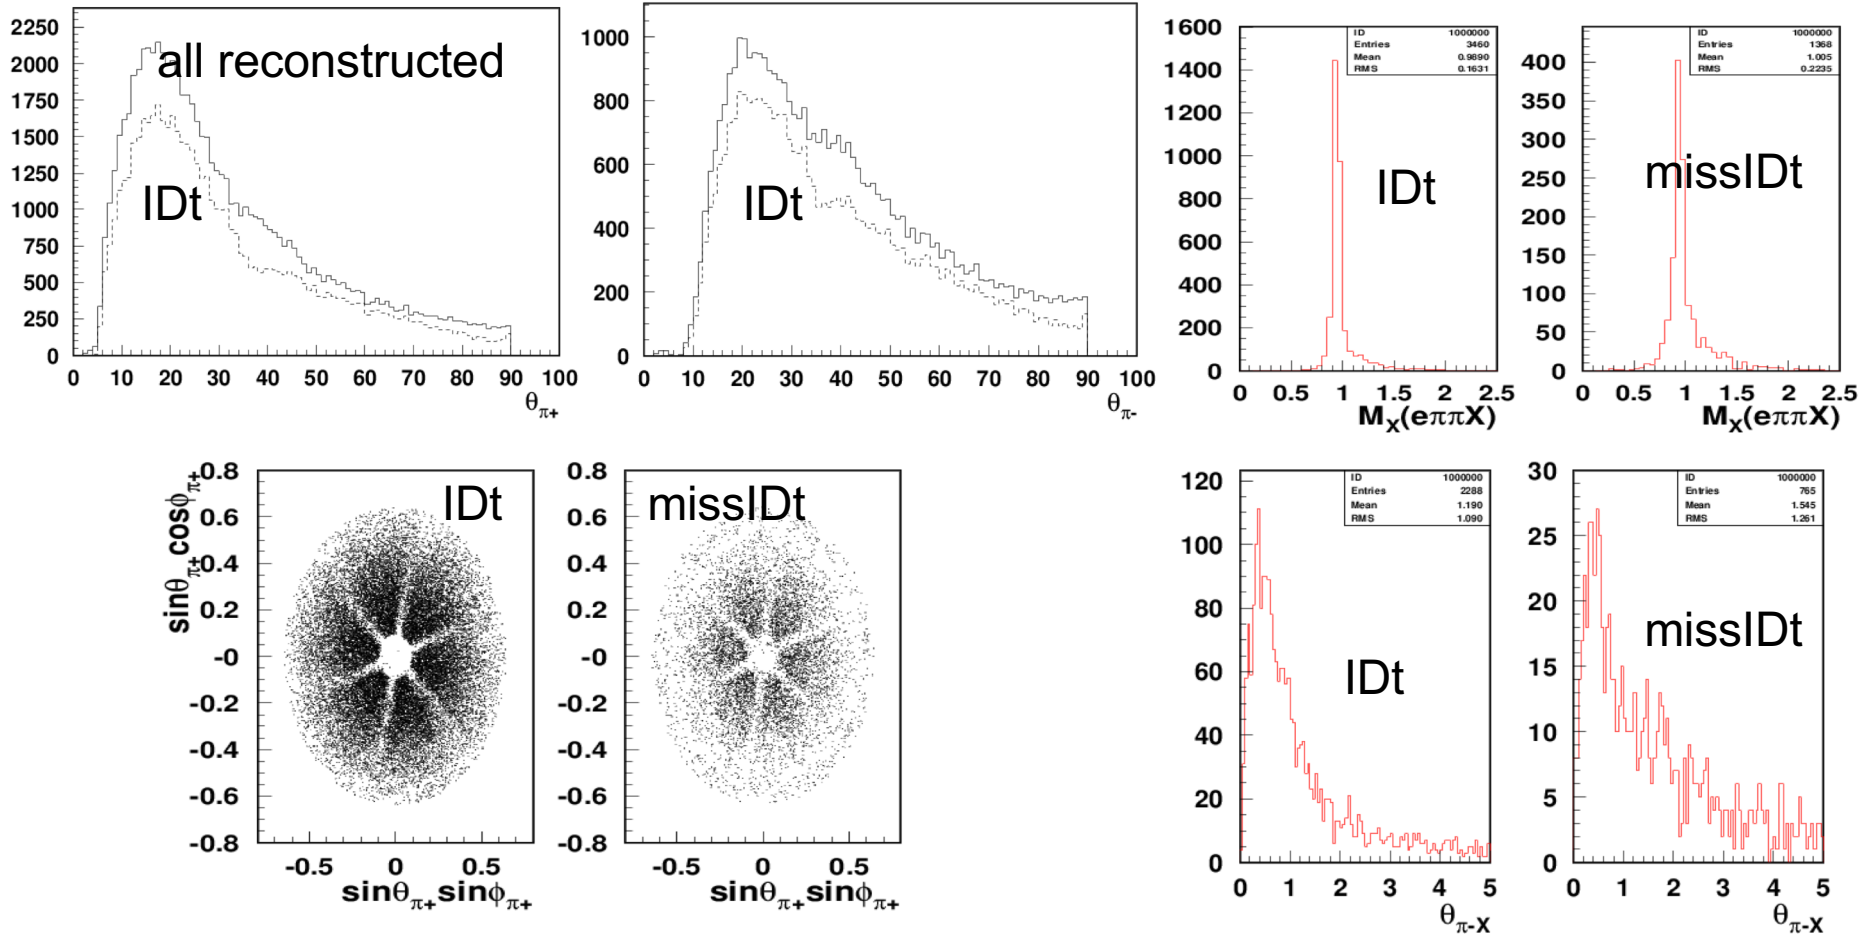 2250
2000
1750
1500
1250
1000
750
500
250
0
all reconstructed
IDt
0 10 20 30 40 50 60 70 80 90 100
θπ+
1000
800
600
400
200
0
IDt
0 10 20 30 40 50 60 70 80 90 100
θπ-
1600
1400
1200
1000
800
600
400
200
0
ID 1000000
Entries 3460
Mean 0.9890
RMS 0.1631
IDt
0 0.5 1 1.5 2 2.5
MX(eππX)
400
350
300
250
200
150
100
50
0
ID 1000000
Entries 1368
Mean 1.005
RMS 0.2235
missIDt
0 0.5 1 1.5 2 2.5
MX(eππX)
sinθπ+cosϕπ+
0.8
0.6
0.4
0.2
-0
-0.2
-0.4
-0.6
-0.8
IDt
-0.5 0 0.5
sinθπ+sinϕπ+
0.8
0.6
0.4
0.2
-0
-0.2
-0.4
-0.6
-0.8
missIDt
-0.5 0 0.5
sinθπ+sinϕπ+
120
100
80
60
40
20
0
ID 1000000
Entries 2288
Mean 1.190
RMS 1.090
IDt
0 1 2 3 4 5
θπ-X
30
25
20
15
10
5
0
ID 1000000
Entries 765
Mean 1.545
RMS 1.261
missIDt
0 1 2 3 4 5
θπ-X